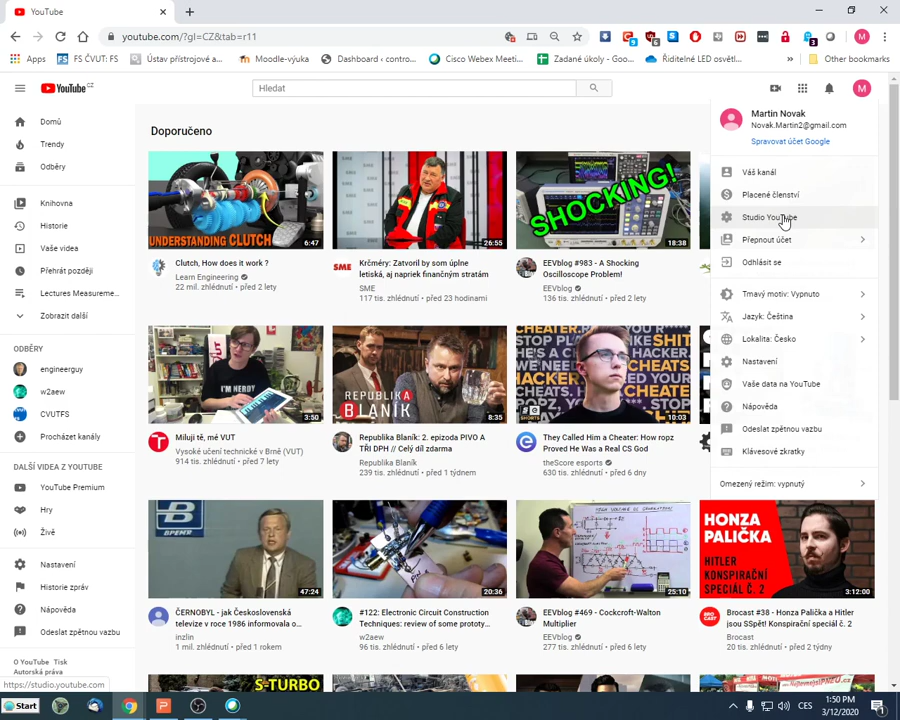 YouTube
youtube.com/?gl=CZ&tab=r11
Apps
FS ČVUT: FS
Ústav přístrojové a...
Moodle-výuka
Dashboard ‹ contro...
Cisco Webex Meeti...
Zadané úkoly - Goo...
Řiditelné LED osvětl...
»
Other bookmarks
YouTube CZ
Hledat
M
Domů
Trendy
Odběry
Knihovna
Historie
Vaše videa
Přehrát později
Lectures Measureme...
Zobrazit další
ODBĚRY
engineerguy
w2aew
CVUTFS
Procházet kanály
DALŠÍ VIDEA Z YOUTUBE
YouTube Premium
Hry
Živě
Nastavení
Historie zpráv
Nápověda
Odeslat zpětnou vazbu
O YouTube Tisk
Autorská práva
https://studio.youtube.com
Doporučeno
UNDERSTANDING CLUTCH
6:47
Clutch, How does it work ?
Learn Engineering
22 mil. zhlédnutí • před 2 lety
26:55
SME
Krčméry: Zatvoril by som úplne
letiská, aj napriek finančným stratám
SME
117 tis. zhlédnutí • před 23 hodinami
SHOCKING!
18:38
EEVblog #983 - A Shocking
Oscilloscope Problem!
EEVblog
136 tis. zhlédnutí • před 2 lety
I'M NERDY
3:50
Miluji tě, mé VUT
Vysoké učení technické v Brně (VUT)
914 tis. zhlédnutí • před 7 lety
REPUBLIKA
BLANÍK
8:35
Republika Blaník: 2. epizoda PIVO A
TŘI DPH // Celý díl zdarma
Republika Blaník
239 tis. zhlédnutí • před 1 týdnem
CHEATER
HACKER
SHORTS
10:03
They Called Him a Cheater: How ropz
Proved He Was a Real CS God
theScore esports
630 tis. zhlédnutí • před 6 dny
47:24
ČERNOBYL - jak Československá
televize v roce 1986 informovala o...
inzlin
1 mil. zhlédnutí • před 1 rokem
20:36
#122: Electronic Circuit Construction
Techniques: review of some prototy...
w2aew
96 tis. zhlédnutí • před 6 lety
25:10
EEVblog #469 - Cockcroft-Walton
Multiplier
EEVblog
277 tis. zhlédnutí • před 6 lety
HONZA
PALIČKA
HITLER
KONSPIRAČNÍ
SPECIÁL Č. 2
3:12:00
BRO
CAST
Brocast #38 - Honza Palička a Hitler
jsou SSpět! Konspirační speciál č. 2
Brocast
20 tis. zhlédnutí • před 2 týdny
S-TURBO
M
Martin Novak
Novak.Martin2@gmail.com
Spravovat účet Google
Váš kanál
Placené členství
Studio YouTube
Přepnout účet
Odhlásit se
Tmavý motiv: Vypnuto
Jazyk: Čeština
Lokalita: Česko
Nastavení
Vaše data na YouTube
Nápověda
Odeslat zpětnou vazbu
Klávesové zkratky
Omezený režim: vypnutý
Start
CES
1:50 PM
3/12/2020